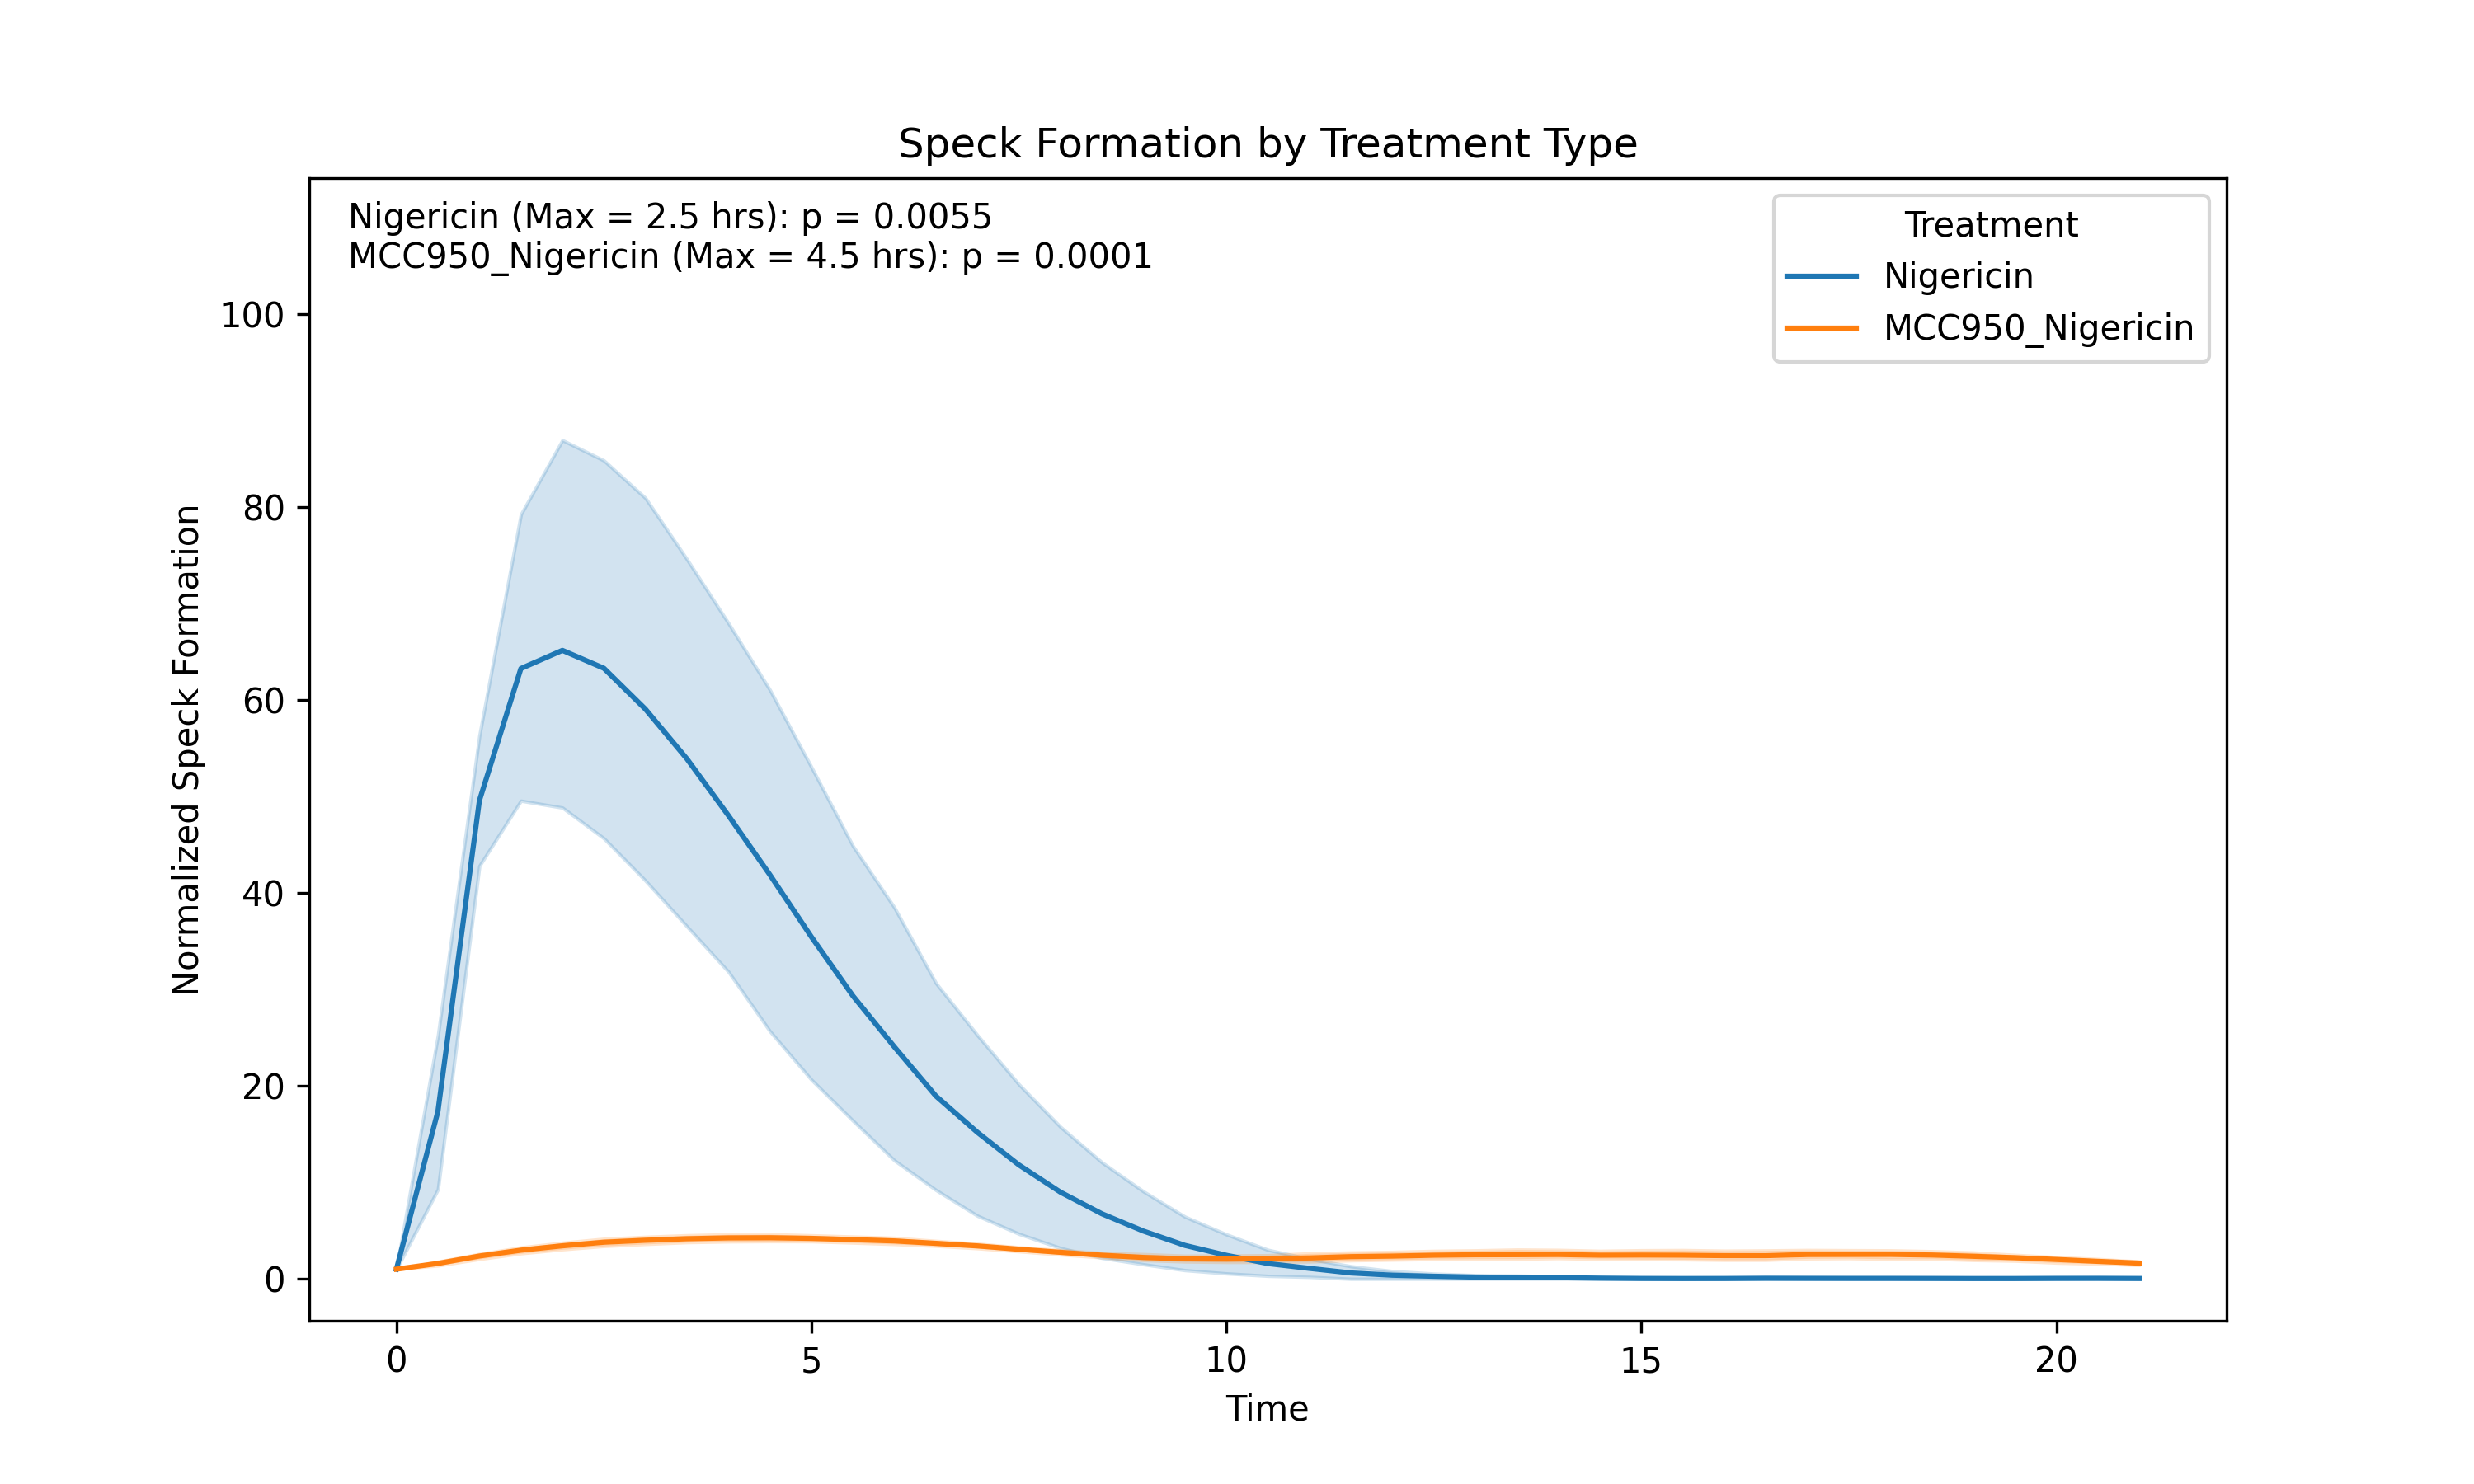 Speck Formation by Treatment Type
Nigericin (Max = 2.5 hrs): p = 0.0055
MCC950_Nigericin (Max = 4.5 hrs): p = 0.0001
Treatment
Nigericin
MCC950_Nigericin
Normalized Speck Formation
100
80
60
40
20
0
0 5 10 15 20
Time